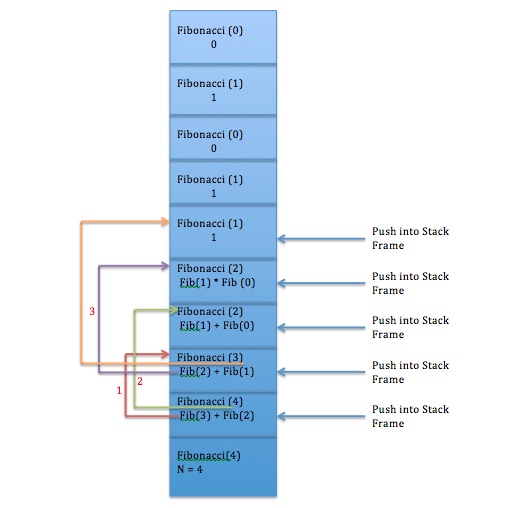 Fibonacci (0)
0
Fibonacci (1)
1
Fibonacci (0)
0
Fibonacci (1)
1
Fibonacci (1)
1
Push into Stack
Frame
Fibonacci (2)
Fib(1) * Fib (0)
Push into Stack
Frame
3
Fibonacci (2)
Fib(1) + Fib(0)
Push into Stack
Frame
Fibonacci (3)
Fib(2) + Fib(1)
Push into Stack
Frame
1
2
Fibonacci (4)
Fib(3) + Fib(2)
Push into Stack
Frame
Fibonacci(4)
N = 4